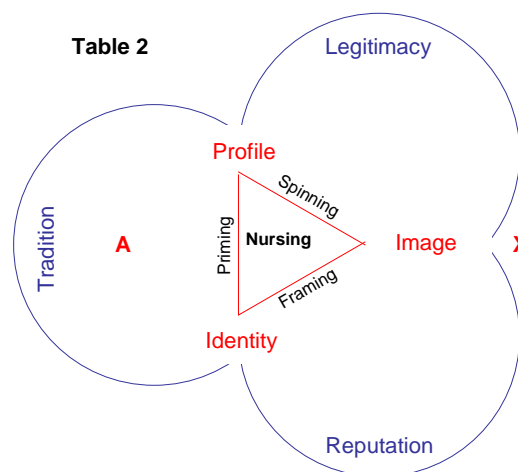 Table 2
Legitimacy
Profile
Spinning
Tradition
A
Priming
Nursing
Image
Framing
Identity
Reputation